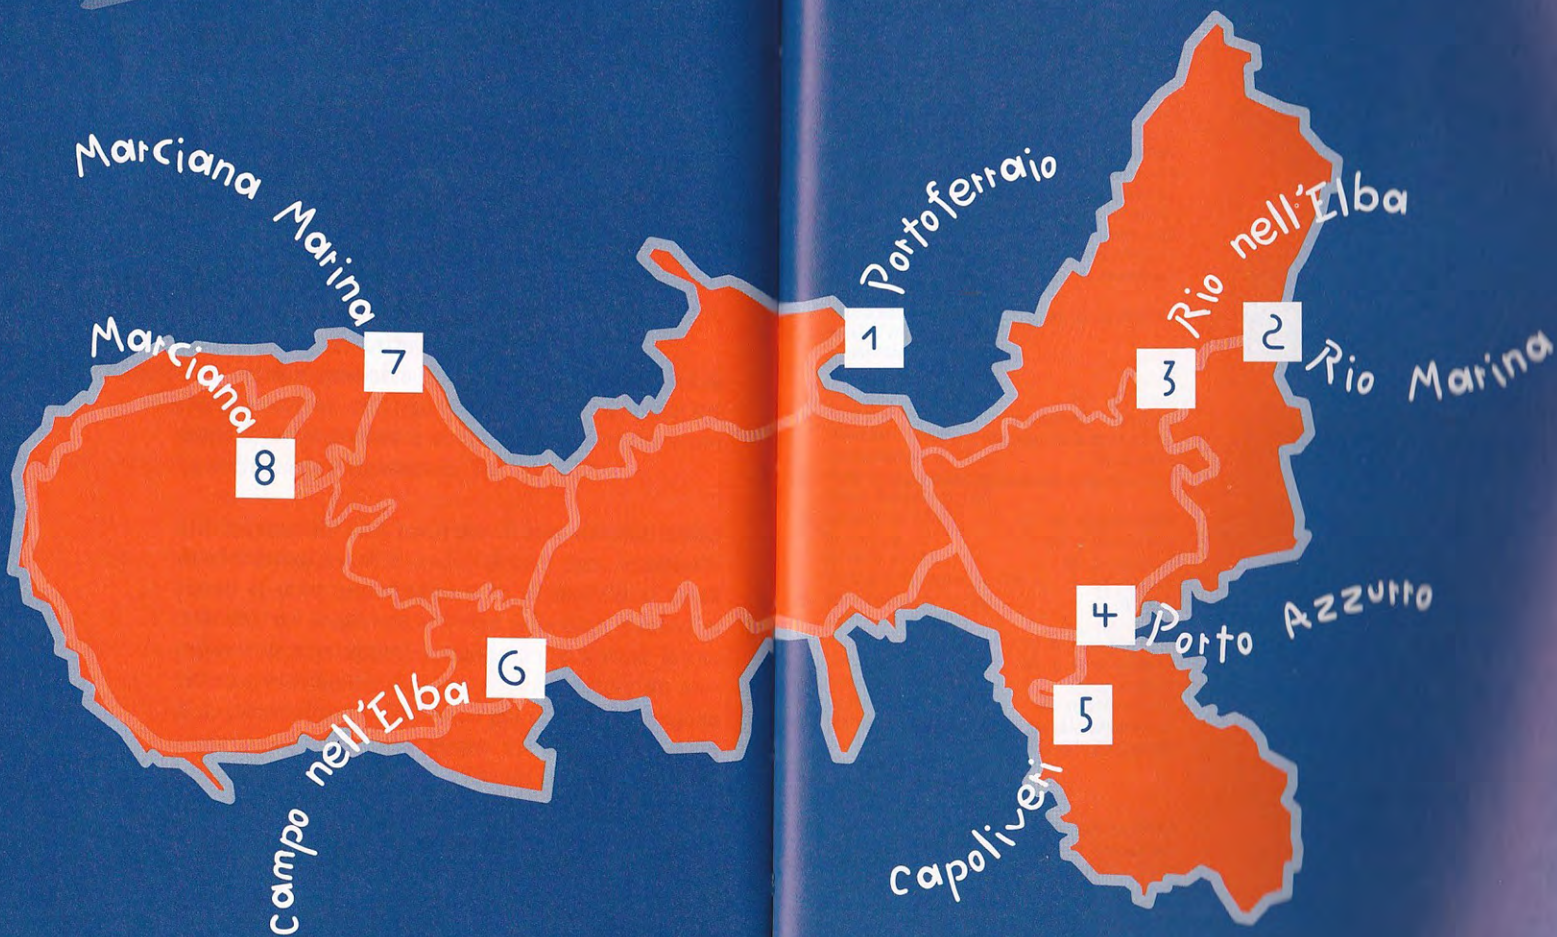 Marciana Marina
7
Marciana
8
Portoferraio
1
Rio nell'Elba
3
2
Rio Marina
4
Porto Azzurro
5
Capoliveri
6
Campo nell'Elba